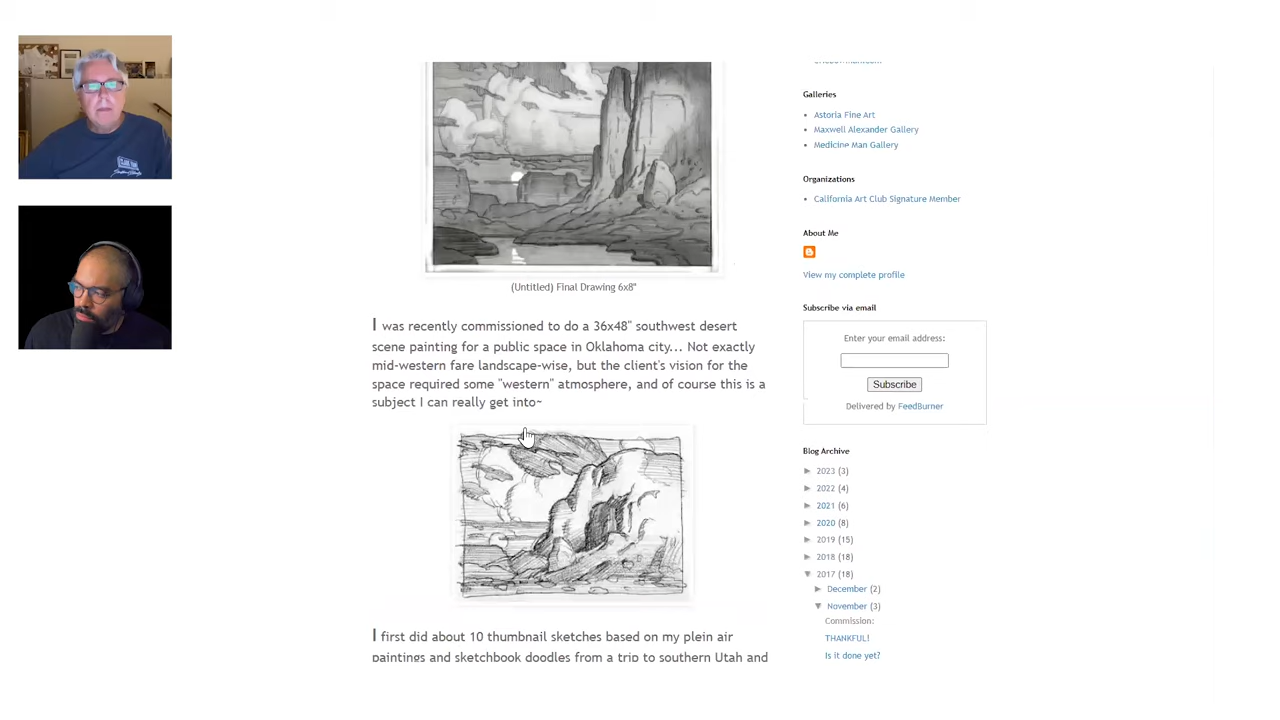 (Untitled) Final Drawing 6x8"
I was recently commissioned to do a 36x48" southwest desert
scene painting for a public space in Oklahoma city... Not exactly
mid-western fare landscape-wise, but the client's vision for the
space required some "western" atmosphere, and of course this is a
subject I can really get into~
I first did about 10 thumbnail sketches based on my plein air
paintings and sketchbook doodles from a trip to southern Utah and
Galleries
Astoria Fine Art
Maxwell Alexander Gallery
Medicine Man Gallery
Organizations
California Art Club Signature Member
About Me
View my complete profile
Subscribe via email
Enter your email address:
Subscribe
Delivered by FeedBurner
Blog Archive
► 2023 (3)
► 2022 (4)
► 2021 (6)
► 2020 (8)
► 2019 (15)
► 2018 (18)
▼ 2017 (18)
► December (2)
▼ November (3)
Commission:
THANKFUL!
Is it done yet?